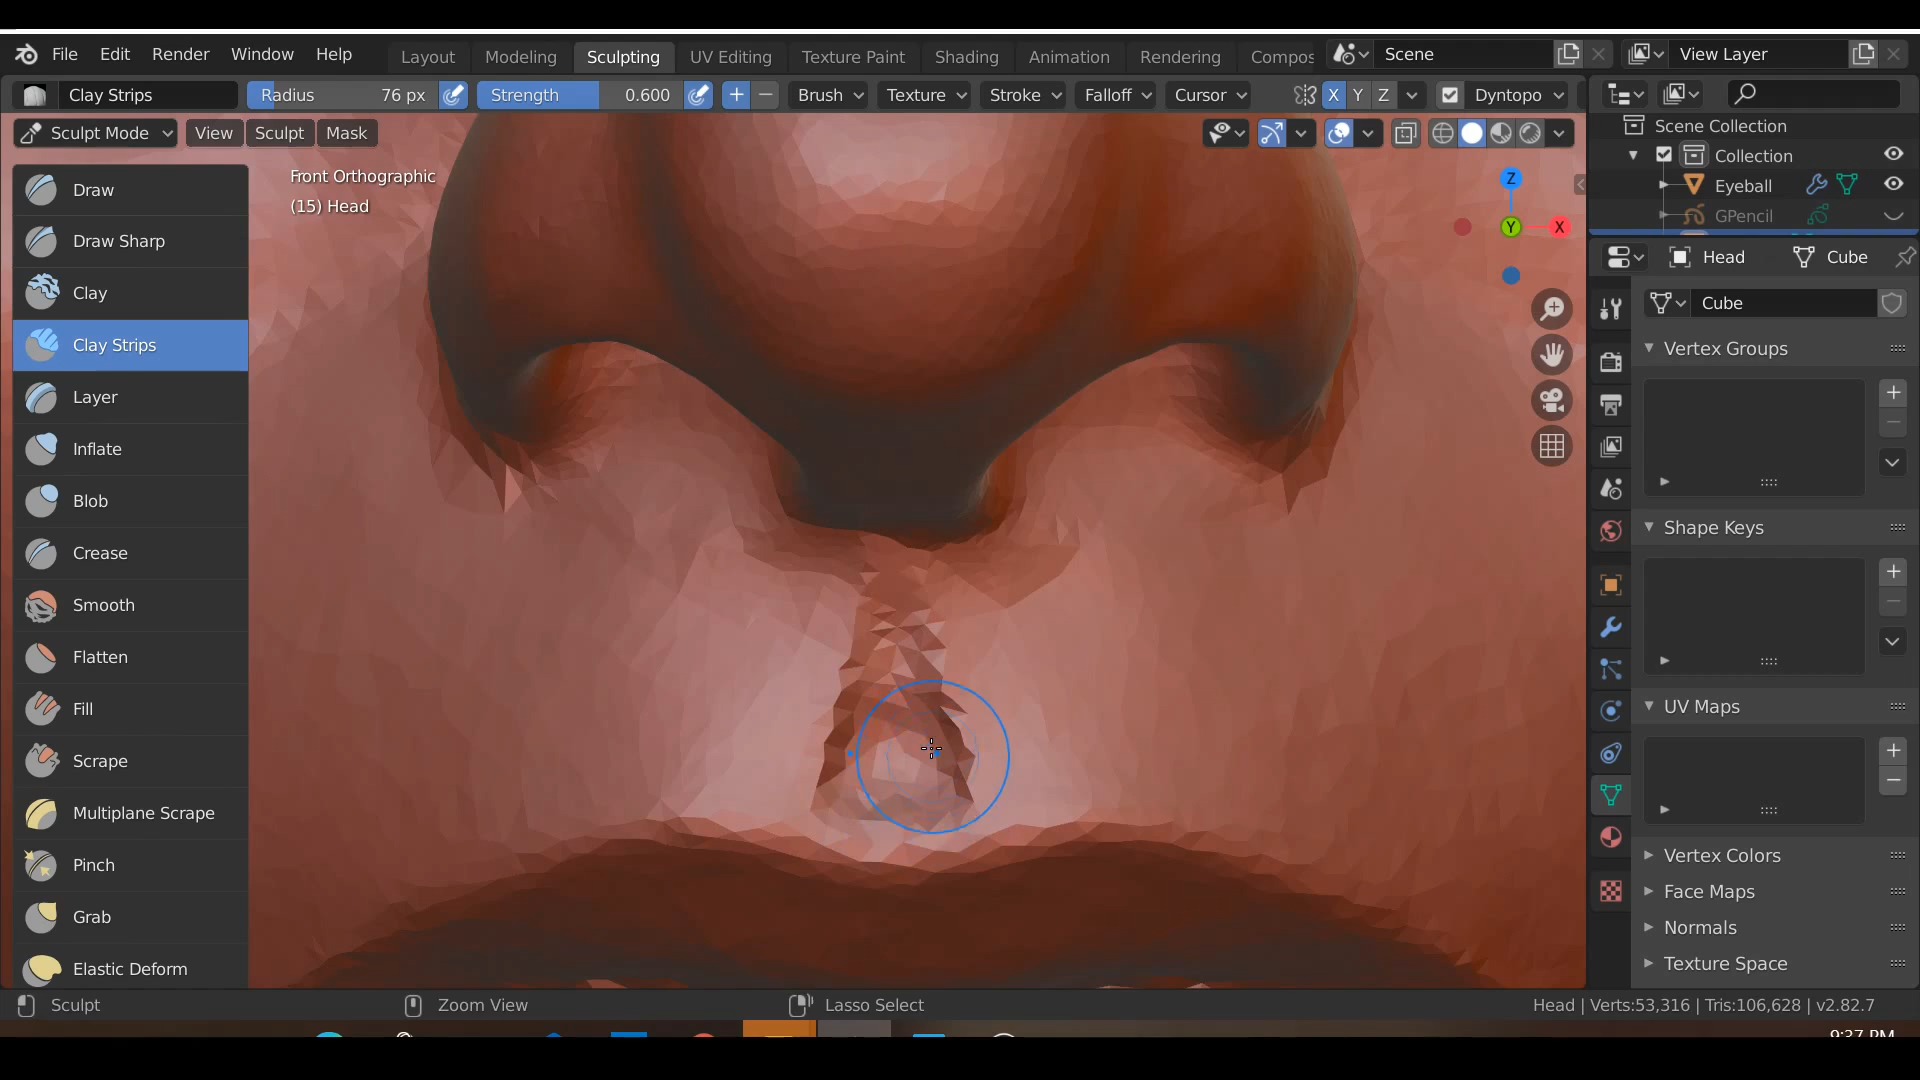 File Edit Render Window Help Layout Modeling Sculpting UV Editing Texture Paint Shading Animation Rendering Compos Scene View Layer
Clay Strips Radius 76 px Strength 0.600 Brush Texture Stroke Falloff Cursor X Y Z Dyntopo
Sculpt Mode View Sculpt Mask
Front Orthographic
(15) Head
Z
Y
X
Draw
Draw Sharp
Clay
Clay Strips
Layer
Inflate
Blob
Crease
Smooth
Flatten
Fill
Scrape
Multiplane Scrape
Pinch
Grab
Elastic Deform
Scene Collection
Collection
Eyeball
GPencil
Head Cube
Cube
Vertex Groups
Shape Keys
UV Maps
Vertex Colors
Face Maps
Normals
Texture Space
Sculpt Zoom View Lasso Select Head | Verts:53,316 | Tris:106,628 | v2.82.7
9:37 PM